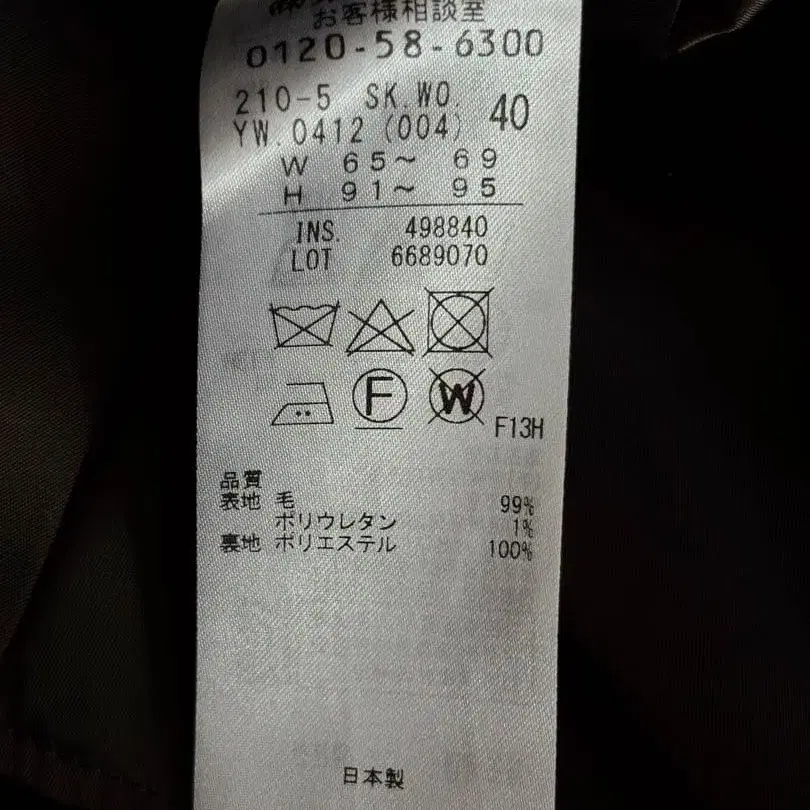 お客様相談室
0120-58-6300
210-5 SK.WO. 40
YW.0412 (004)
W 65〜 69
H 91〜 95
INS. 498840
LOT 6689070
F
W
F13H
品質
表地 毛 99%
ポリウレタン 1%
裏地 ポリエステル 100%
日本製